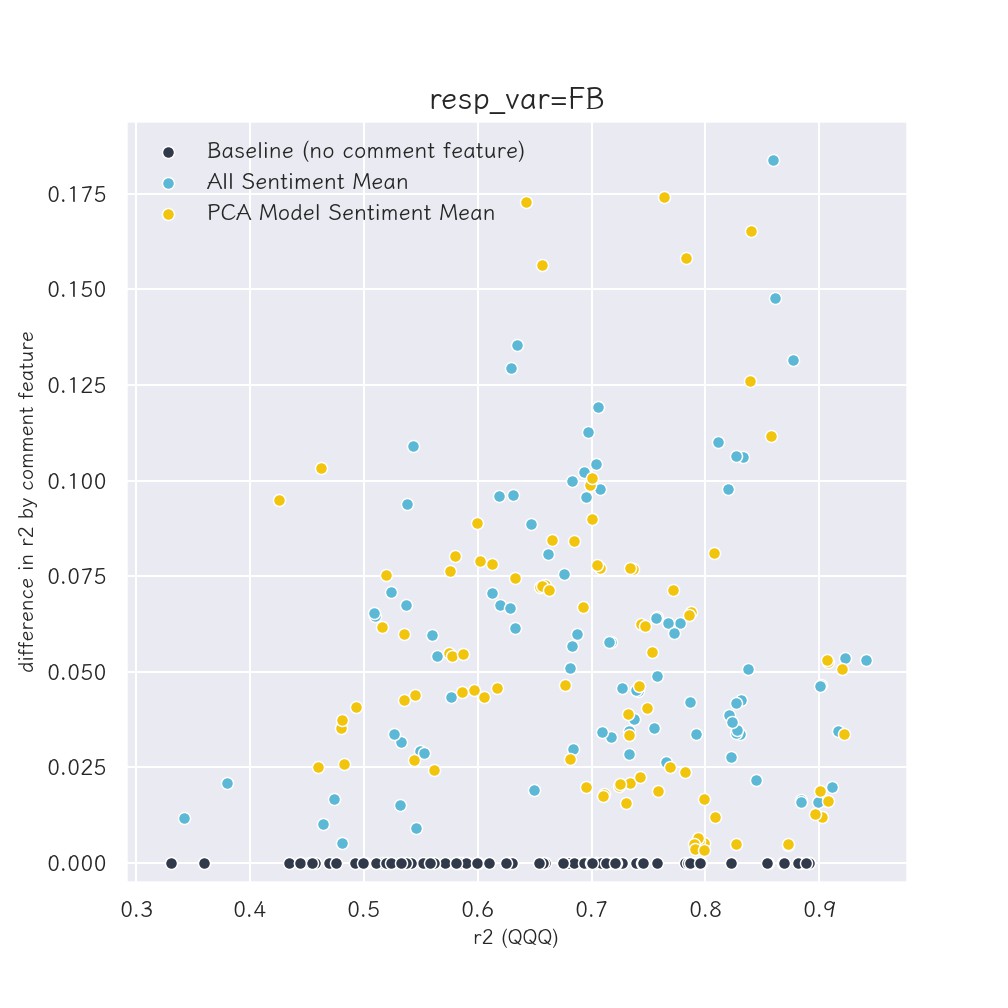 resp_var=FB
Baseline (no comment feature)
All Sentiment Mean
PCA Model Sentiment Mean
difference in r2 by comment feature
0.175
0.150
0.125
0.100
0.075
0.050
0.025
0.000
0.3 0.4 0.5 0.6 0.7 0.8 0.9
r2 (QQQ)